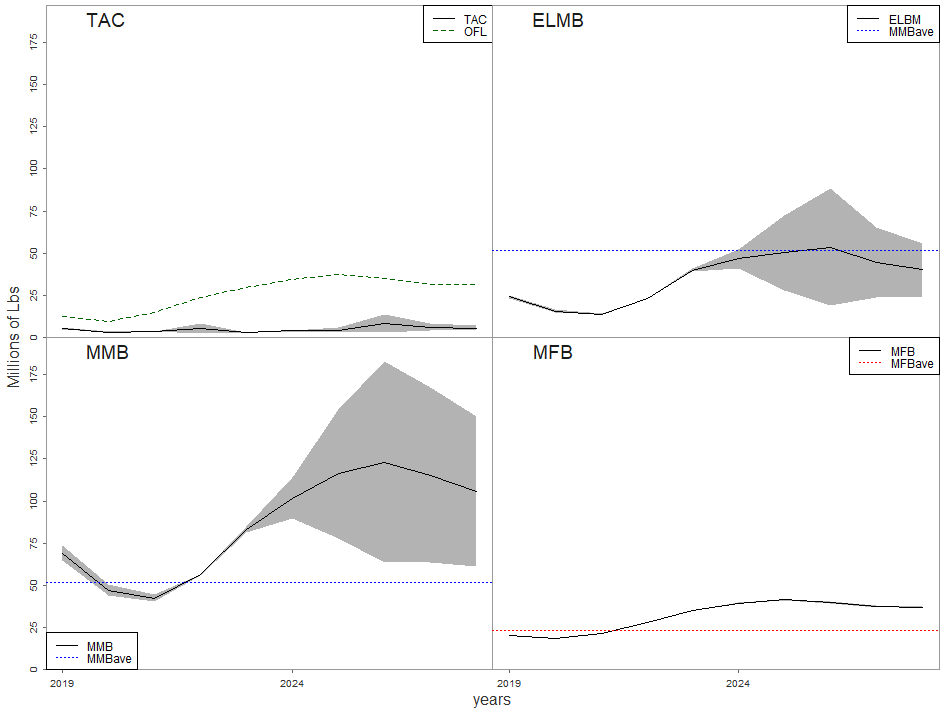 TAC
TAC
OFL
ELMB
ELBM
MMBave
175
150
125
100
75
50
25
0
Millions of Lbs
MMB
MFB
MFB
MFBave
175
150
125
100
75
50
25
0
MMB
MMBave
2019
2024
2019
2024
years